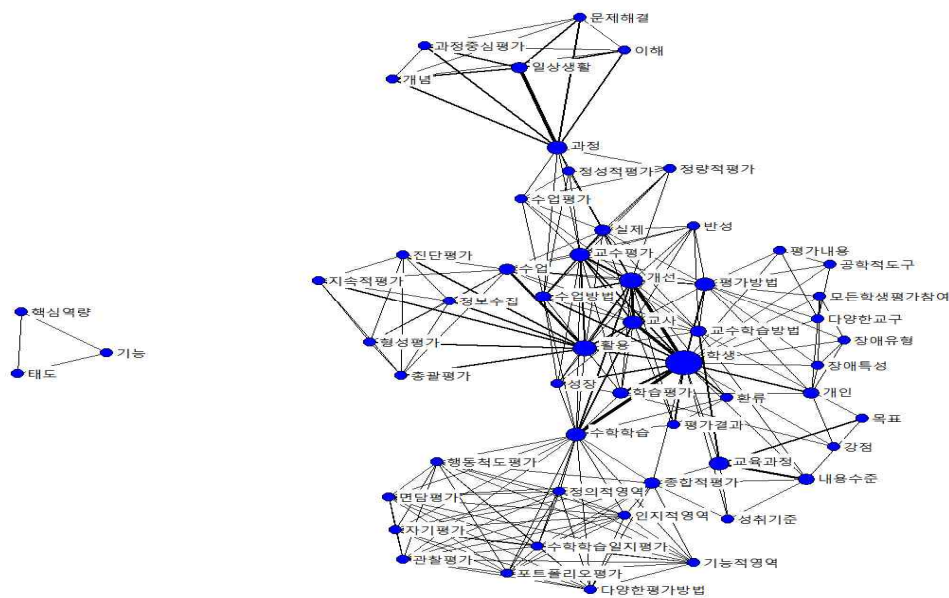 문제해결
과정중심평가
이해
일상생활
개념
과정
정성적평가
정량적평가
수업평가
실제
반성
교수평가
진단평가
평가내용
공학적도구
수업
개선
평가방법
지속적평가
정보수집
수업방법
모든학생평가참여
핵심역량
교사
교수학습방법
다양한교구
형성평가
활용
장애유형
기능
학생
장애특성
태도
총괄평가
성장
학습평가
환류
개인
목표
평가결과
수학학습
강점
행동척도평가
교육과정
종합적평가
내용수준
면담평가
정의적영역
인지적영역
성취기준
자기평가
수학학습일지평가
관찰평가
기능적영역
포트폴리오평가
다양한평가방법